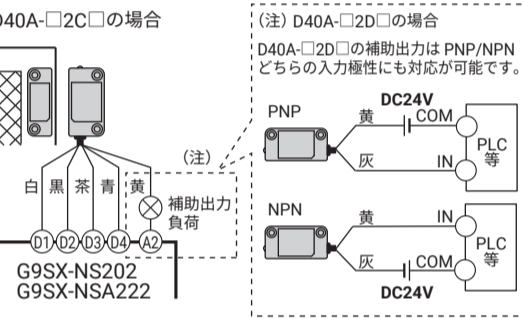 D40A-□2C□の場合
(注)
白 黒 茶 青 黄
補助出力
負荷
D1 D2 D3 D4 A2
G9SX-NS202
G9SX-NSA222
(注) D40A-□2D□の場合
D40A-□2D□の補助出力は PNP/NPN
どちらの入力極性にも対応が可能です。
DC24V
PNP
黄 COM
PLC
等
灰 IN
NPN
黄 IN
PLC
等
灰 COM
DC24V